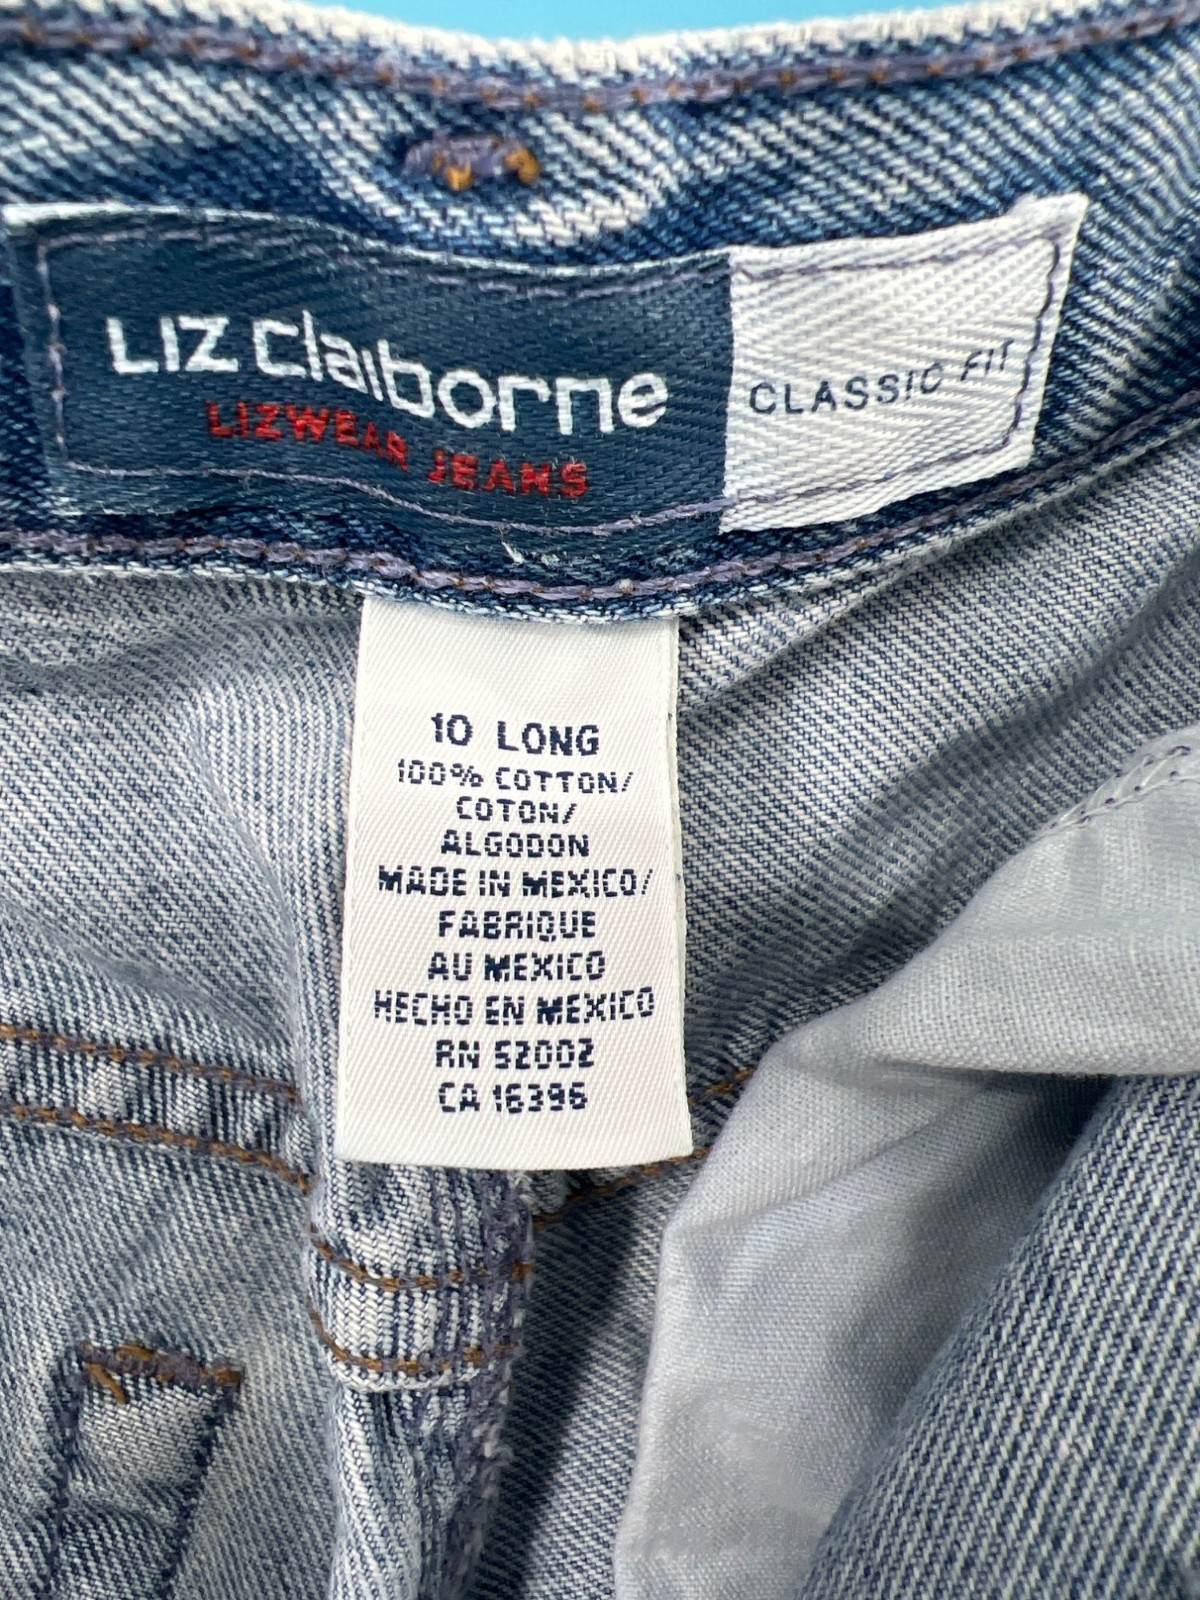 LIZ claiborne
LIZWEAR JEANS
CLASSIC FIT
10 LONG
100% COTTON/
COTON/
ALGODON
MADE IN MEXICO/
FABRIQUE
AU MEXICO
HECHO EN MEXICO
RN 52002
CA 16396